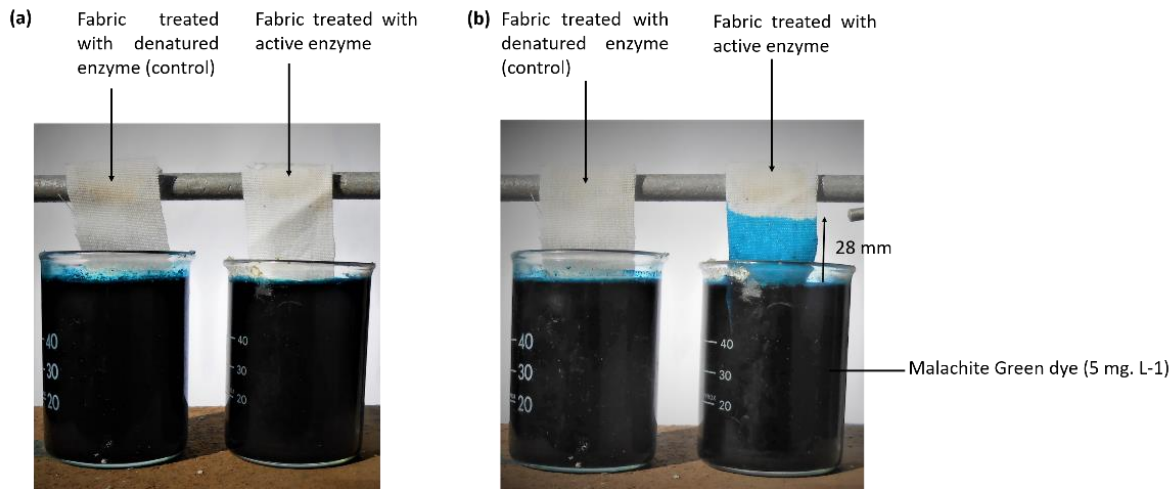 (a)
Fabric treated
with denatured
enzyme (control)
Fabric treated with
active enzyme
40
30
20
40
30
20
(b)
Fabric treated with
denatured enzyme
(control)
Fabric treated with
active enzyme
28 mm
Malachite Green dye (5 mg. L-1)
40
30
20
40
30
20